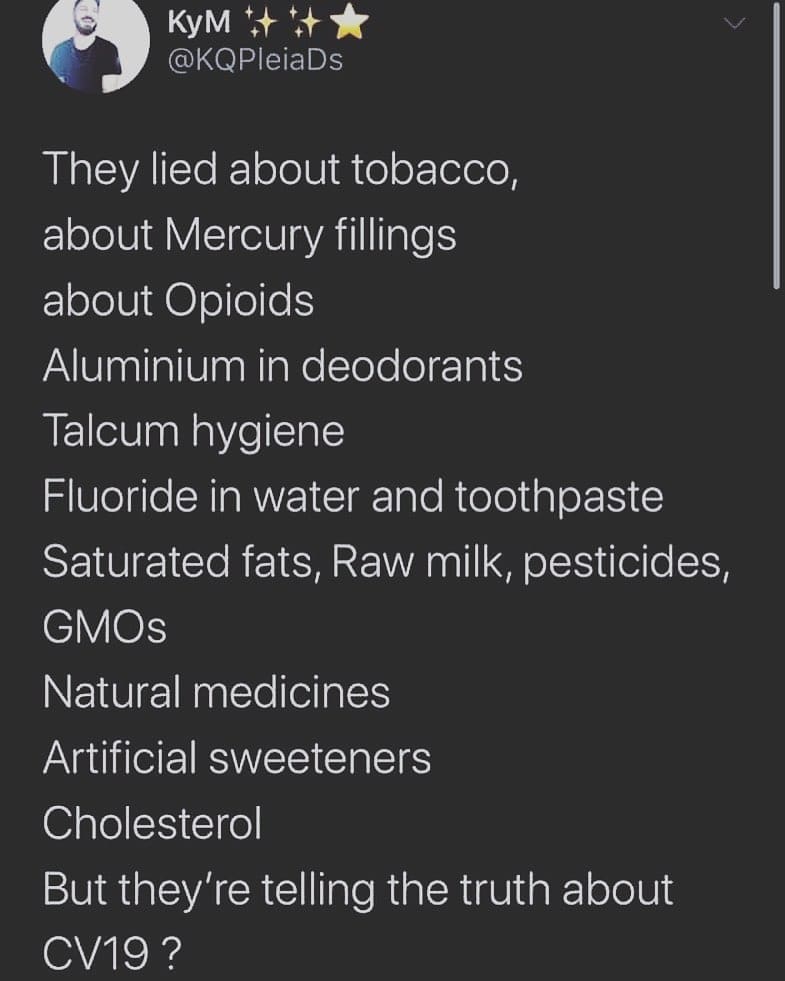 KyM ✨ ✨⭐
@KQPleiaDs
They lied about tobacco,
about Mercury fillings
about Opioids
Aluminium in deodorants
Talcum hygiene
Fluoride in water and toothpaste
Saturated fats, Raw milk, pesticides,
GMOs
Natural medicines
Artificial sweeteners
Cholesterol
But they're telling the truth about
CV19 ?